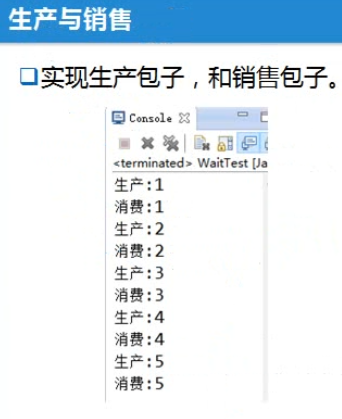 生产与销售
❑实现生产包子，和销售包子。
Console
<terminated> WaitTest [Ja
生产:1
消费:1
生产:2
消费:2
生产:3
消费:3
生产:4
消费:4
生产:5
消费:5